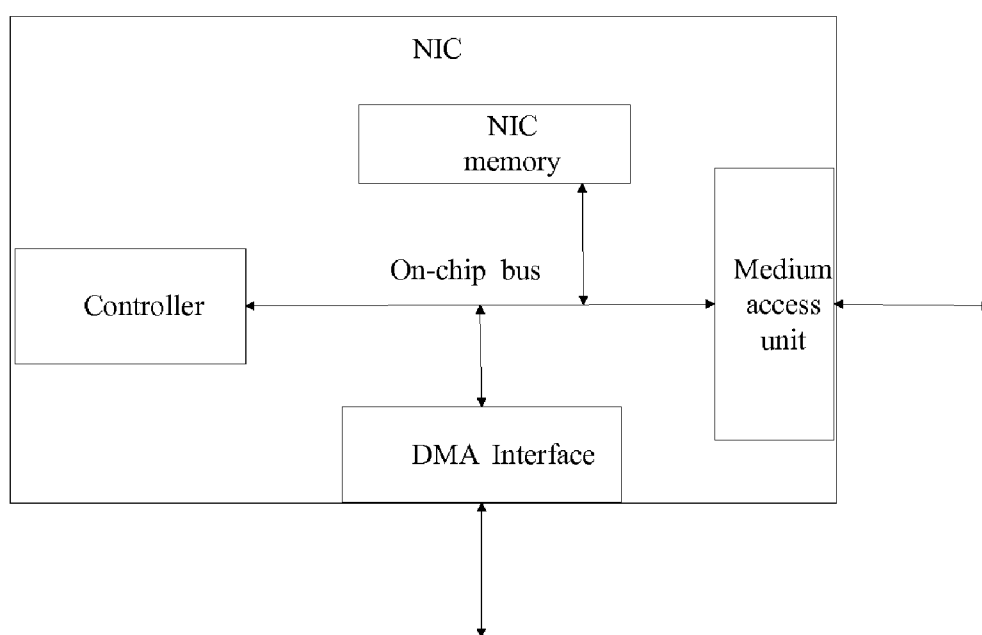 NIC
NIC
memory
On-chip bus
Controller
Medium
access
unit
DMA Interface